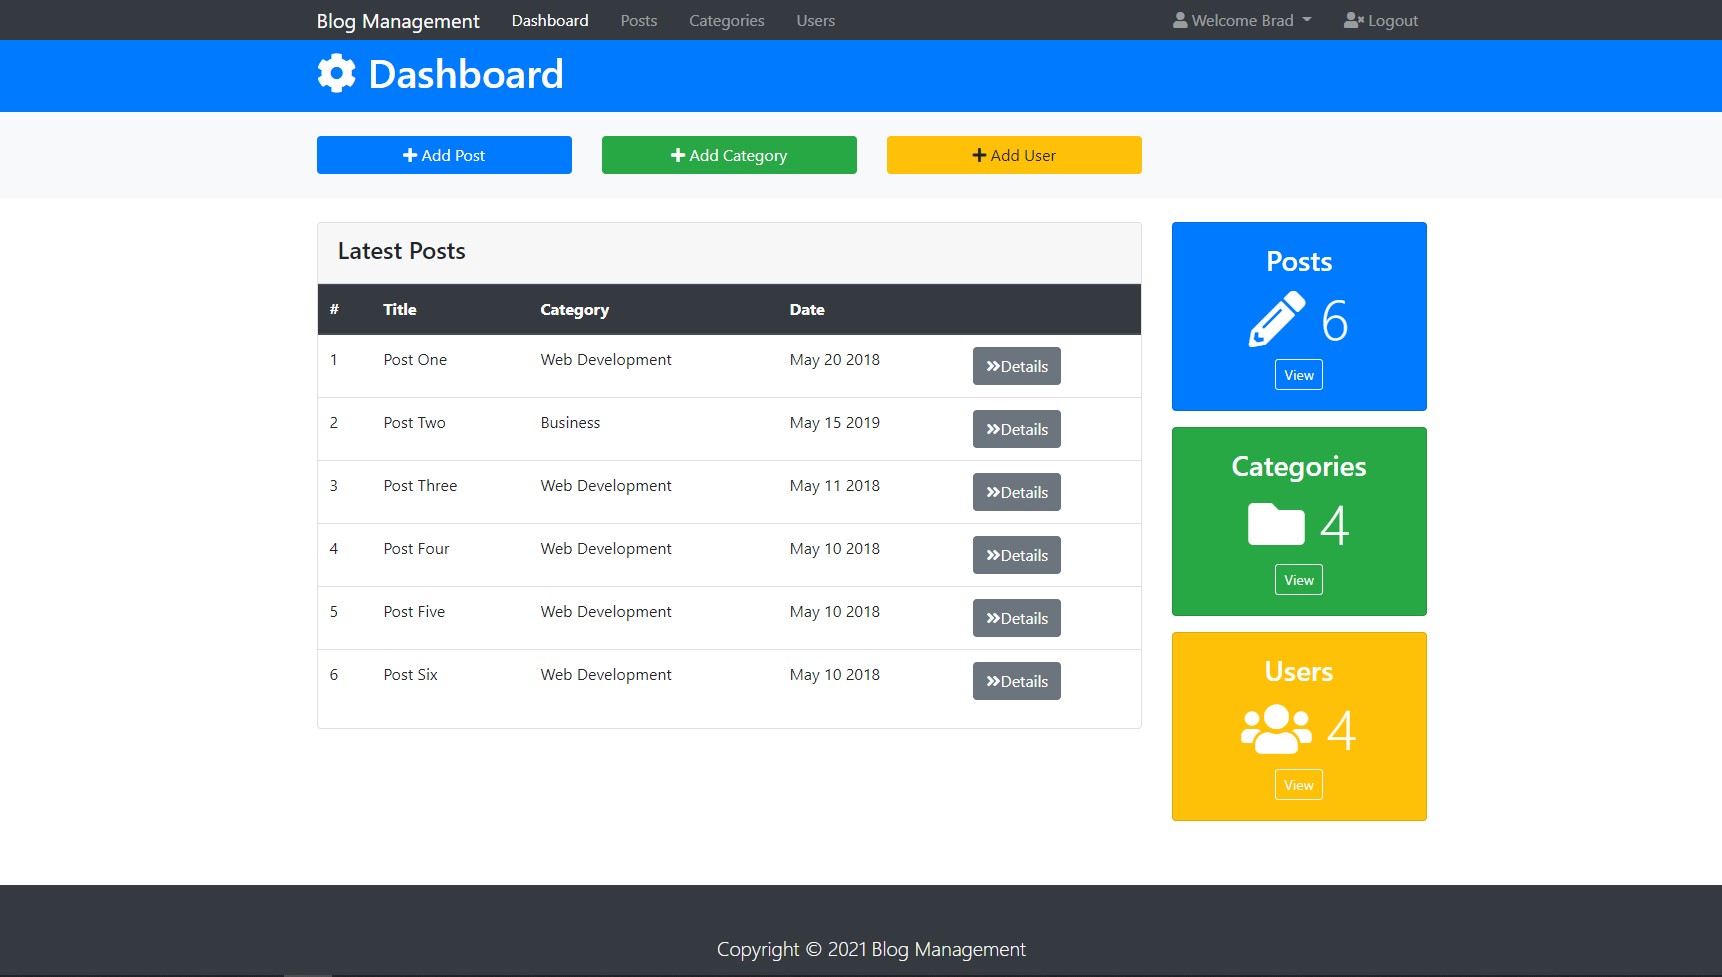 Blog Management Dashboard Posts Categories Users Welcome Brad Logout
Dashboard
Add Post Add Category Add User
Latest Posts
# Title Category Date
1 Post One Web Development May 20 2018 Details
2 Post Two Business May 15 2019 Details
3 Post Three Web Development May 11 2018 Details
4 Post Four Web Development May 10 2018 Details
5 Post Five Web Development May 10 2018 Details
6 Post Six Web Development May 10 2018 Details
Posts
6
View
Categories
4
View
Users
4
View
Copyright © 2021 Blog Management